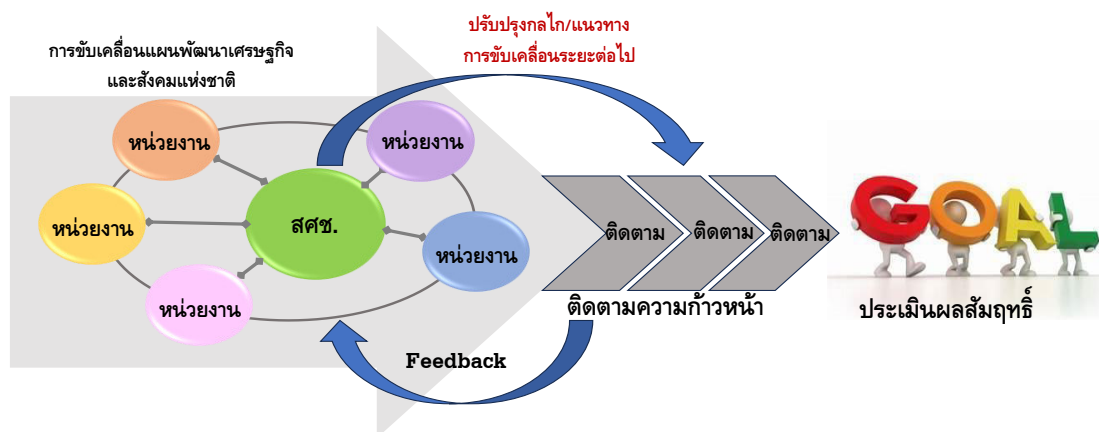 การขับเคลื่อนแผนพัฒนาเศรษฐกิจ
และสังคมแห่งชาติ
ปรับปรุงกลไก/แนวทาง
การขับเคลื่อนระยะต่อไป
หน่วยงาน
หน่วยงาน
หน่วยงาน
สศช.
หน่วยงาน
หน่วยงาน
ติดตาม
ติดตาม
ติดตาม
GOAL
ติดตามความก้าวหน้า
ประเมินผลสัมฤทธิ์
Feedback